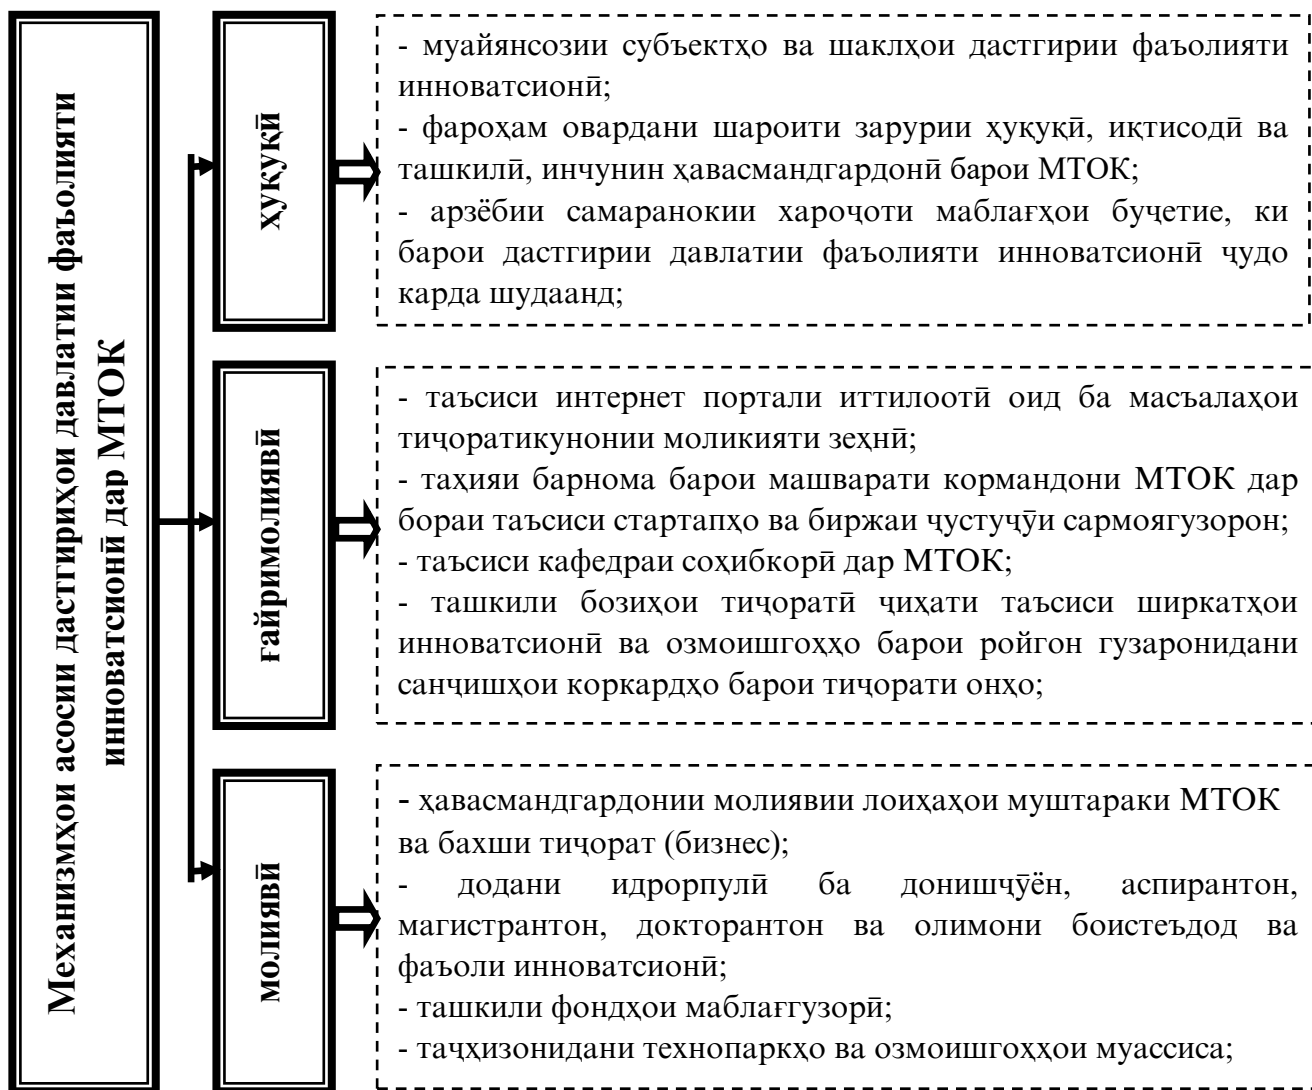 Механизмҳои асосии дастгириҳои давлатии фаъолияти
инноватсионӣ дар МТОК
ҳуқуқӣ
- муайянсозии субъектҳо ва шаклҳои дастгирии фаъолияти
инноватсионӣ;
- фароҳам овардани шароити зарурии ҳуқуқӣ, иқтисодӣ ва
ташкилӣ, инчунин ҳавасмандгардонӣ барои МТОК;
- арзёбии самаранокии хароҷоти маблағҳои буҷетие, ки
барои дастгирии давлатии фаъолияти инноватсионӣ ҷудо
карда шудаанд;
ғайримолиявӣ
- таъсиси интернет портали иттилоотӣ оид ба масъалаҳои
тиҷоратикунонии моликияти зеҳнӣ;
- таҳияи барнома барои машварати кормандони МТОК дар
бораи таъсиси стартапҳо ва биржаи ҷустуҷӯи сармоягузорон;
- таъсиси кафедраи соҳибкорӣ дар МТОК;
- ташкили бозиҳои тиҷоратӣ ҷиҳати таъсиси ширкатҳои
инноватсионӣ ва озмоишгоҳҳо барои ройгон гузаронидани
санҷишҳои коркардҳо барои тиҷорати онҳо;
молиявӣ
- ҳавасмандгардонии молиявии лоиҳаҳои муштараки МТОК
ва бахши тиҷорат (бизнес);
- додани идрорпулӣ ба донишҷӯён, аспирантон,
магистрантон, докторантон ва олимони боистеъдод ва
фаъоли инноватсионӣ;
- ташкили фондҳои маблағгузорӣ;
- таҷҳизонидани технопаркҳо ва озмоишгоҳҳои муассиса;